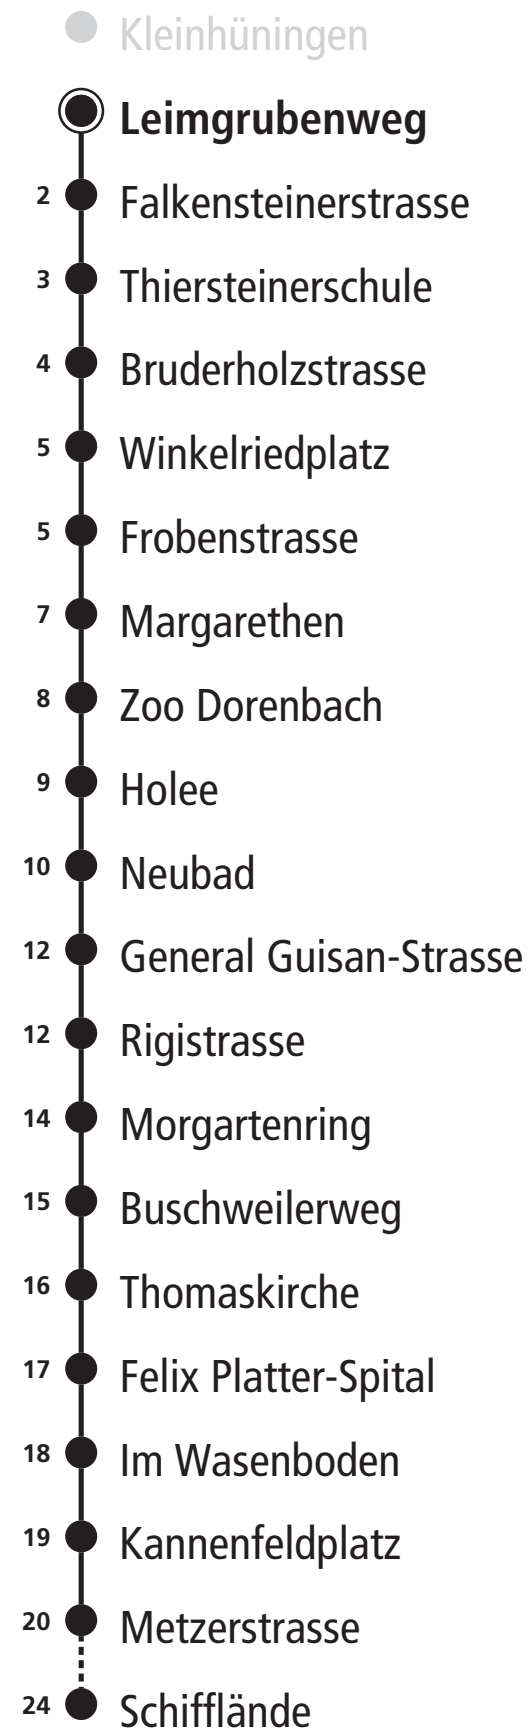 Kleinhüningen
Leimgrubenweg
2 Falkensteinerstrasse
3 Thiersteinerschule
4 Bruderholzstrasse
5 Winkelriedplatz
5 Frobenstrasse
7 Margarethen
8 Zoo Dorenbach
9 Holee
10 Neubad
12 General Guisan-Strasse
12 Rigistrasse
14 Morgartenring
15 Buschweilerweg
16 Thomaskirche
17 Felix Platter-Spital
18 Im Wasenboden
19 Kannenfeldplatz
20 Metzerstrasse
24 Schifflände